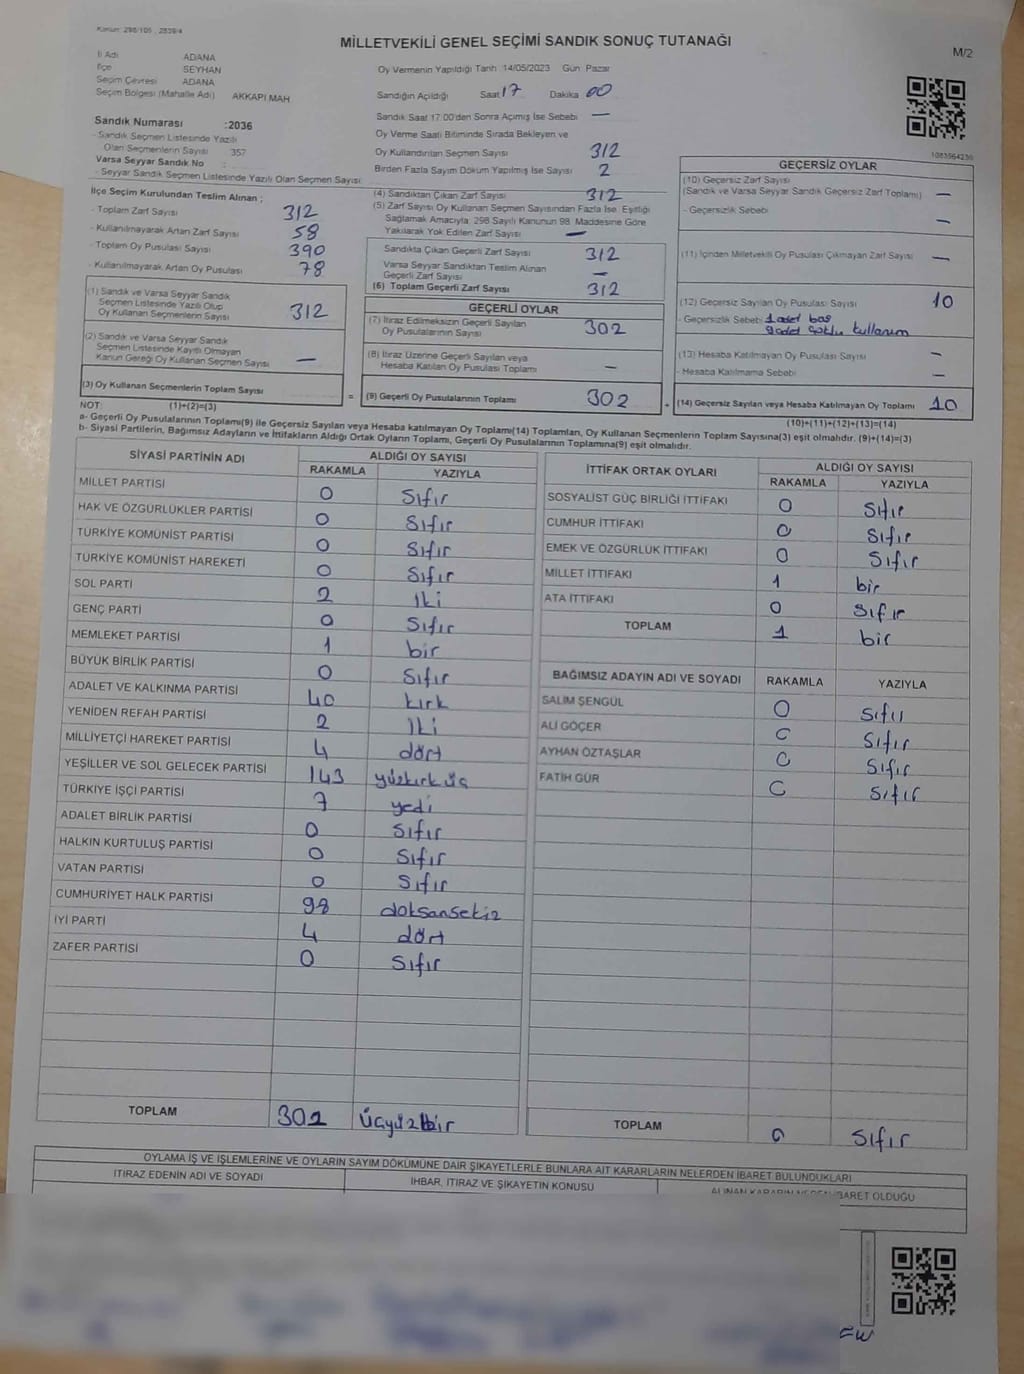 Kanun: 298/105 , 2839/4
MİLLETVEKİLİ GENEL SEÇİMİ SANDIK SONUÇ TUTANAĞI
M/2
İl Adı ADANA
İlçe SEYHAN
Seçim Çevresi ADANA
Seçim Bölgesi (Mahalle Adı) AKKAPI MAH
Oy Vermenin Yapıldığı Tarih :14/05/2023 Gün: Pazar
Sandığın Açıldığı Saat 17 Dakika 00
Sandık Saat 17:00'den Sonra Açımış İse Sebebi —
Oy Verme Saati Bitiminde Sırada Bekleyen ve
Oy Kullandırılan Seçmen Sayısı 312
Birden Fazla Sayım Döküm Yapılmış İse Sayısı 2
Sandık Numarası :2036
- Sandık Seçmen Listesinde Yazılı
Olan Seçmenlerin Sayısı 357
Varsa Seyyar Sandık No :
- Seyyar Sandık Seçmen Listesinde Yazılı Olan Seçmen Sayısı:
İlçe Seçim Kurulundan Teslim Alınan ;
- Toplam Zarf Sayısı 312
- Kullanılmayarak Artan Zarf Sayısı 58
- Toplam Oy Pusulası Sayısı 390
- Kullanılmayarak Artan Oy Pusulası 78
(1) Sandık ve Varsa Seyyar Sandık
Seçmen Listesinde Yazılı Olup
Oy Kullanan Seçmenlerin Sayısı 312
(2) Sandık ve Varsa Seyyar Sandık
Seçmen Listesinde Kayıtlı Olmayan
Kanun Gereği Oy Kullanan Seçmen Sayısı —
(3) Oy Kullanan Seçmenlerin Toplam Sayısı =
(4) Sandıktan Çıkan Zarf Sayısı 312
(5) Zarf Sayısı Oy Kullanan Seçmen Sayısından Fazla İse, Eşitliği
Sağlamak Amacıyla, 298 Sayılı Kanunun 98. Maddesine Göre
Yakılarak Yok Edilen Zarf Sayısı —
Sandıkta Çıkan Geçerli Zarf Sayısı 312
Varsa Seyyar Sandıktan Teslim Alınan
Geçerli Zarf Sayısı —
(6) Toplam Geçerli Zarf Sayısı 312
GEÇERLİ OYLAR
(7) İtiraz Edilmeksizin Geçerli Sayılan
Oy Pusulalarının Sayısı 302
(8) İtiraz Üzerine Geçerli Sayılan veya
Hesaba Katılan Oy Pusulası Toplamı —
(9) Geçerli Oy Pusulalarının Toplamı 302 +
1083564236
GEÇERSİZ OYLAR
(10) Geçersiz Zarf Sayısı
(Sandık ve Varsa Seyyar Sandık Geçersiz Zarf Toplamı) —
- Geçersizlik Sebebi —
(11) İçinden Milletvekili Oy Pusulası Çıkmayan Zarf Sayısı —
(12) Geçersiz Sayılan Oy Pusulası Sayısı 10
- Geçersizlik Sebebi 1 adet boş
9 adet çoklu kullanım
(13) Hesaba Katılmayan Oy Pusulası Sayısı —
- Hesaba Katılmama Sebebi —
(14) Geçersiz Sayılan veya Hesaba Katılmayan Oy Toplamı 10
NOT: (1)+(2)=(3) (10)+(11)+(12)+(13)=(14)
a- Geçerli Oy Pusulalarının Toplamı(9) ile Geçersiz Sayılan veya Hesaba katılmayan Oy Toplamı(14) Toplamları, Oy Kullanan Seçmenlerin Toplam Sayısına(3) eşit olmalıdır. (9)+(14)=(3)
b- Siyasi Partilerin, Bağımsız Adayların ve İttifakların Aldığı Ortak Oyların Toplamı, Geçerli Oy Pusulalarının Toplamına(9) eşit olmalıdır.
SİYASİ PARTİNİN ADI ALDIĞI OY SAYISI
RAKAMLA YAZIYLA
MİLLET PARTİSİ 0 Sıfır
HAK VE ÖZGÜRLÜKLER PARTİSİ 0 Sıfır
TÜRKİYE KOMÜNİST PARTİSİ 0 Sıfır
TÜRKİYE KOMÜNİST HAREKETİ 0 Sıfır
SOL PARTİ 2 İki
GENÇ PARTİ 0 Sıfır
MEMLEKET PARTİSİ 1 bir
BÜYÜK BİRLİK PARTİSİ 0 Sıfır
ADALET VE KALKINMA PARTİSİ 40 kırk
YENİDEN REFAH PARTİSİ 2 İki
MİLLİYETÇİ HAREKET PARTİSİ 4 dört
YEŞİLLER VE SOL GELECEK PARTİSİ 143 yüzkırküç
TÜRKİYE İŞÇİ PARTİSİ 7 yedi
ADALET BİRLİK PARTİSİ 0 Sıfır
HALKIN KURTULUŞ PARTİSİ 0 Sıfır
VATAN PARTİSİ 0 Sıfır
CUMHURİYET HALK PARTİSİ 98 doksansekiz
İYİ PARTİ 4 dört
ZAFER PARTİSİ 0 Sıfır
TOPLAM 301 Üçyüzbir
İTTİFAK ORTAK OYLARI ALDIĞI OY SAYISI
RAKAMLA YAZIYLA
SOSYALİST GÜÇ BİRLİĞİ İTTİFAKI 0 Sıfır
CUMHUR İTTİFAKI 0 Sıfır
EMEK VE ÖZGÜRLÜK İTTİFAKI 0 Sıfır
MİLLET İTTİFAKI 1 bir
ATA İTTİFAKI 0 Sıfır
TOPLAM 1 bir
BAĞIMSIZ ADAYIN ADI VE SOYADI RAKAMLA YAZIYLA
SALİM ŞENGÜL 0 Sıfır
ALİ GÖÇER 0 Sıfır
AYHAN ÖZTAŞLAR 0 Sıfır
FATİH GÜR 0 Sıfır
TOPLAM 0 Sıfır
OYLAMA İŞ VE İŞLEMLERİNE VE OYLARIN SAYIM DÖKÜMÜNE DAİR ŞİKAYETLERLE BUNLARA AİT KARARLARIN NELERDEN İBARET BULUNDUKLARI
İTİRAZ EDENİN ADI VE SOYADI İHBAR, İTİRAZ VE ŞİKAYETİN KONUSU ALINAN KARARIN NEDEN İBARET OLDUĞU